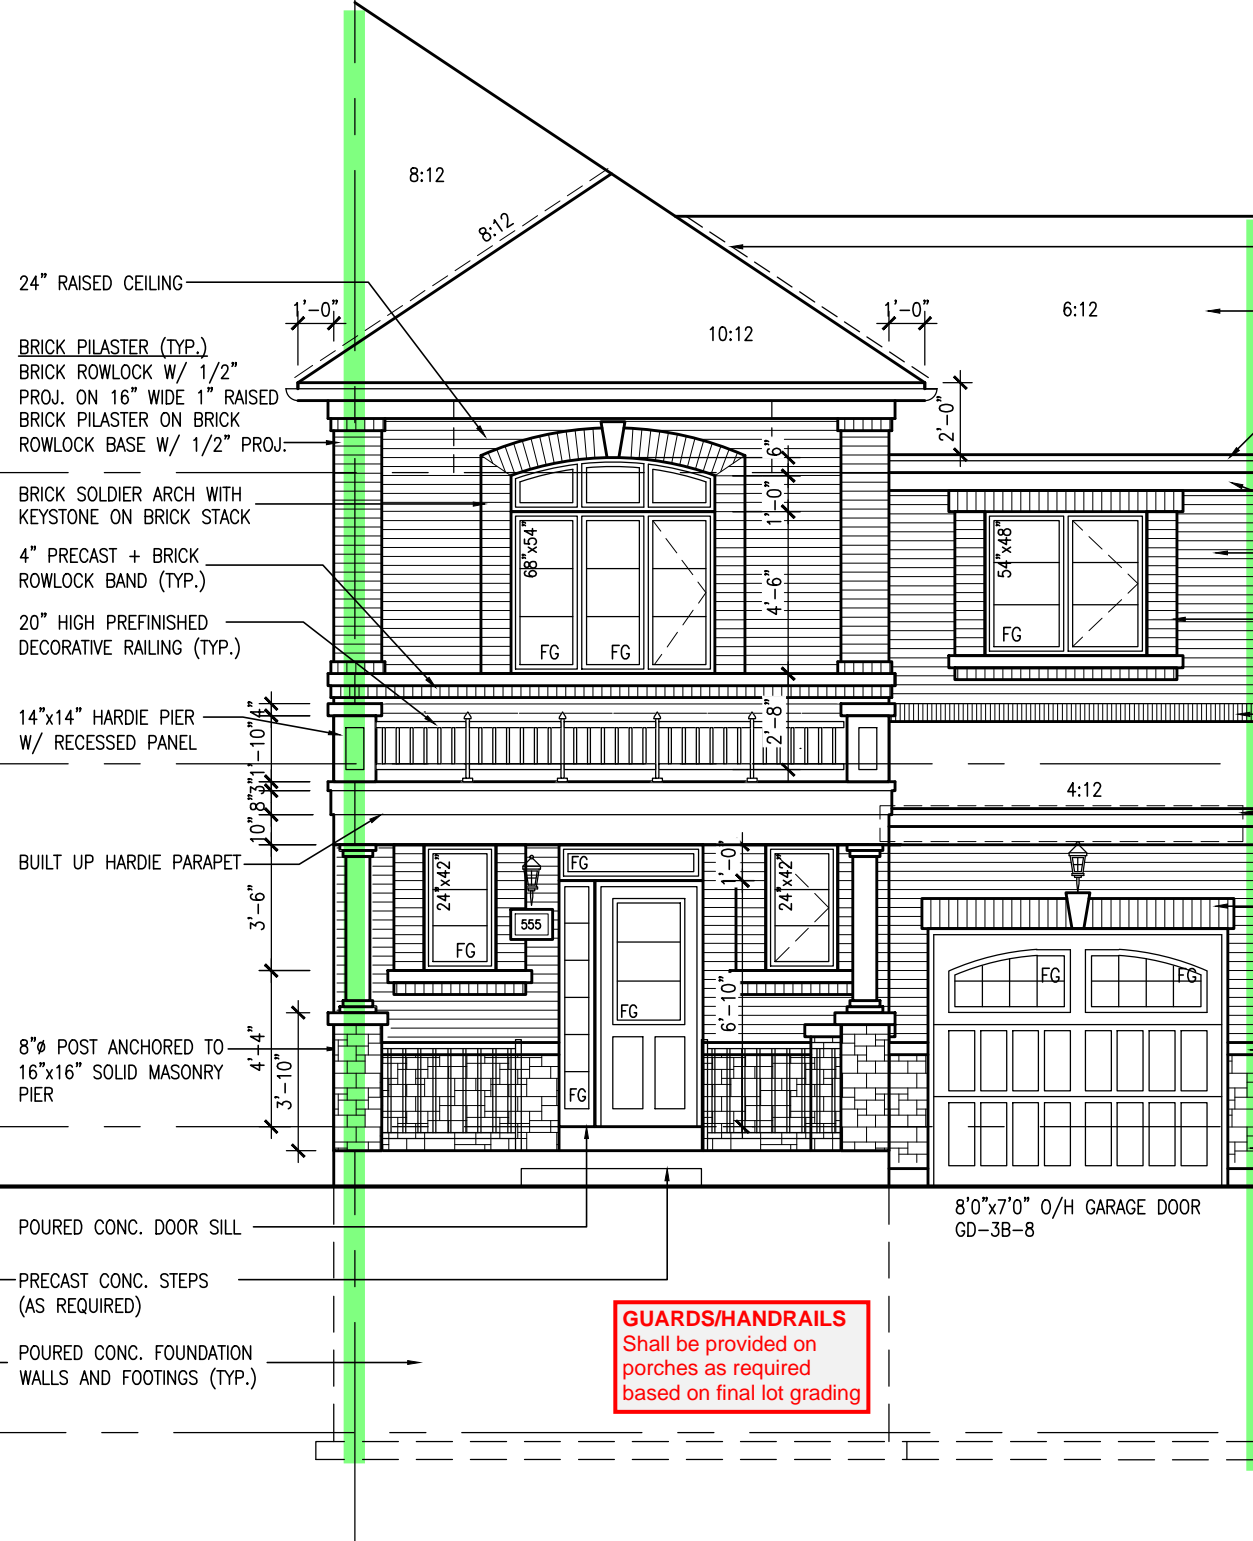 8:12
8:12
24" RAISED CEILING
1'-0"
1'-0"
6:12
10:12
BRICK PILASTER (TYP.)
BRICK ROWLOCK W/ 1/2"
PROJ. ON 16" WIDE 1" RAISED
BRICK PILASTER ON BRICK
ROWLOCK BASE W/ 1/2" PROJ.
2'-0"
6"
BRICK SOLDIER ARCH WITH
KEYSTONE ON BRICK STACK
1'-0"
4" PRECAST + BRICK
ROWLOCK BAND (TYP.)
68"x54"
54"x48"
4'-6"
20" HIGH PREFINISHED
DECORATIVE RAILING (TYP.)
FG
FG
FG
14"x14" HARDIE PIER
W/ RECESSED PANEL
4"
1'-10"
3"
8"
10"
2'-8"
4:12
BUILT UP HARDIE PARAPET
3'-6"
24"x42"
FG
FG
1'-0"
24"x42"
555
FG
FG
FG
6'-10"
FG
FG
8"ø POST ANCHORED TO
16"x16" SOLID MASONRY
PIER
4'-4"
3'-10"
8'0"x7'0" O/H GARAGE DOOR
GD-3B-8
POURED CONC. DOOR SILL
PRECAST CONC. STEPS
(AS REQUIRED)
GUARDS/HANDRAILS
Shall be provided on
porches as required
based on final lot grading
POURED CONC. FOUNDATION
WALLS AND FOOTINGS (TYP.)